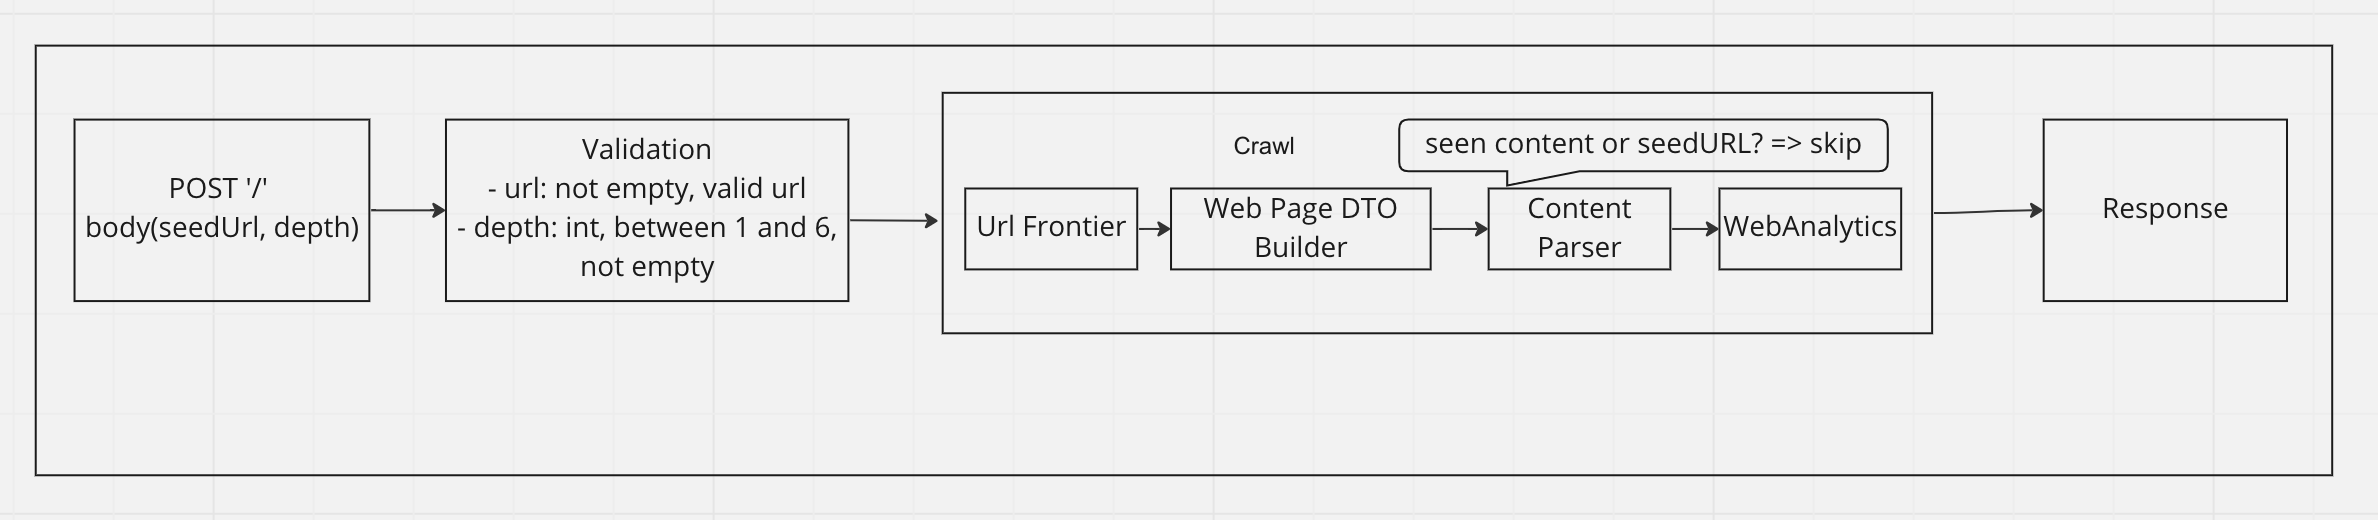 POST '/'
body(seedUrl, depth)
Validation
- url: not empty, valid url
- depth: int, between 1 and 6,
not empty
Crawl
seen content or seedURL? => skip
Url Frontier
Web Page DTO
Builder
Content
Parser
WebAnalytics
Response